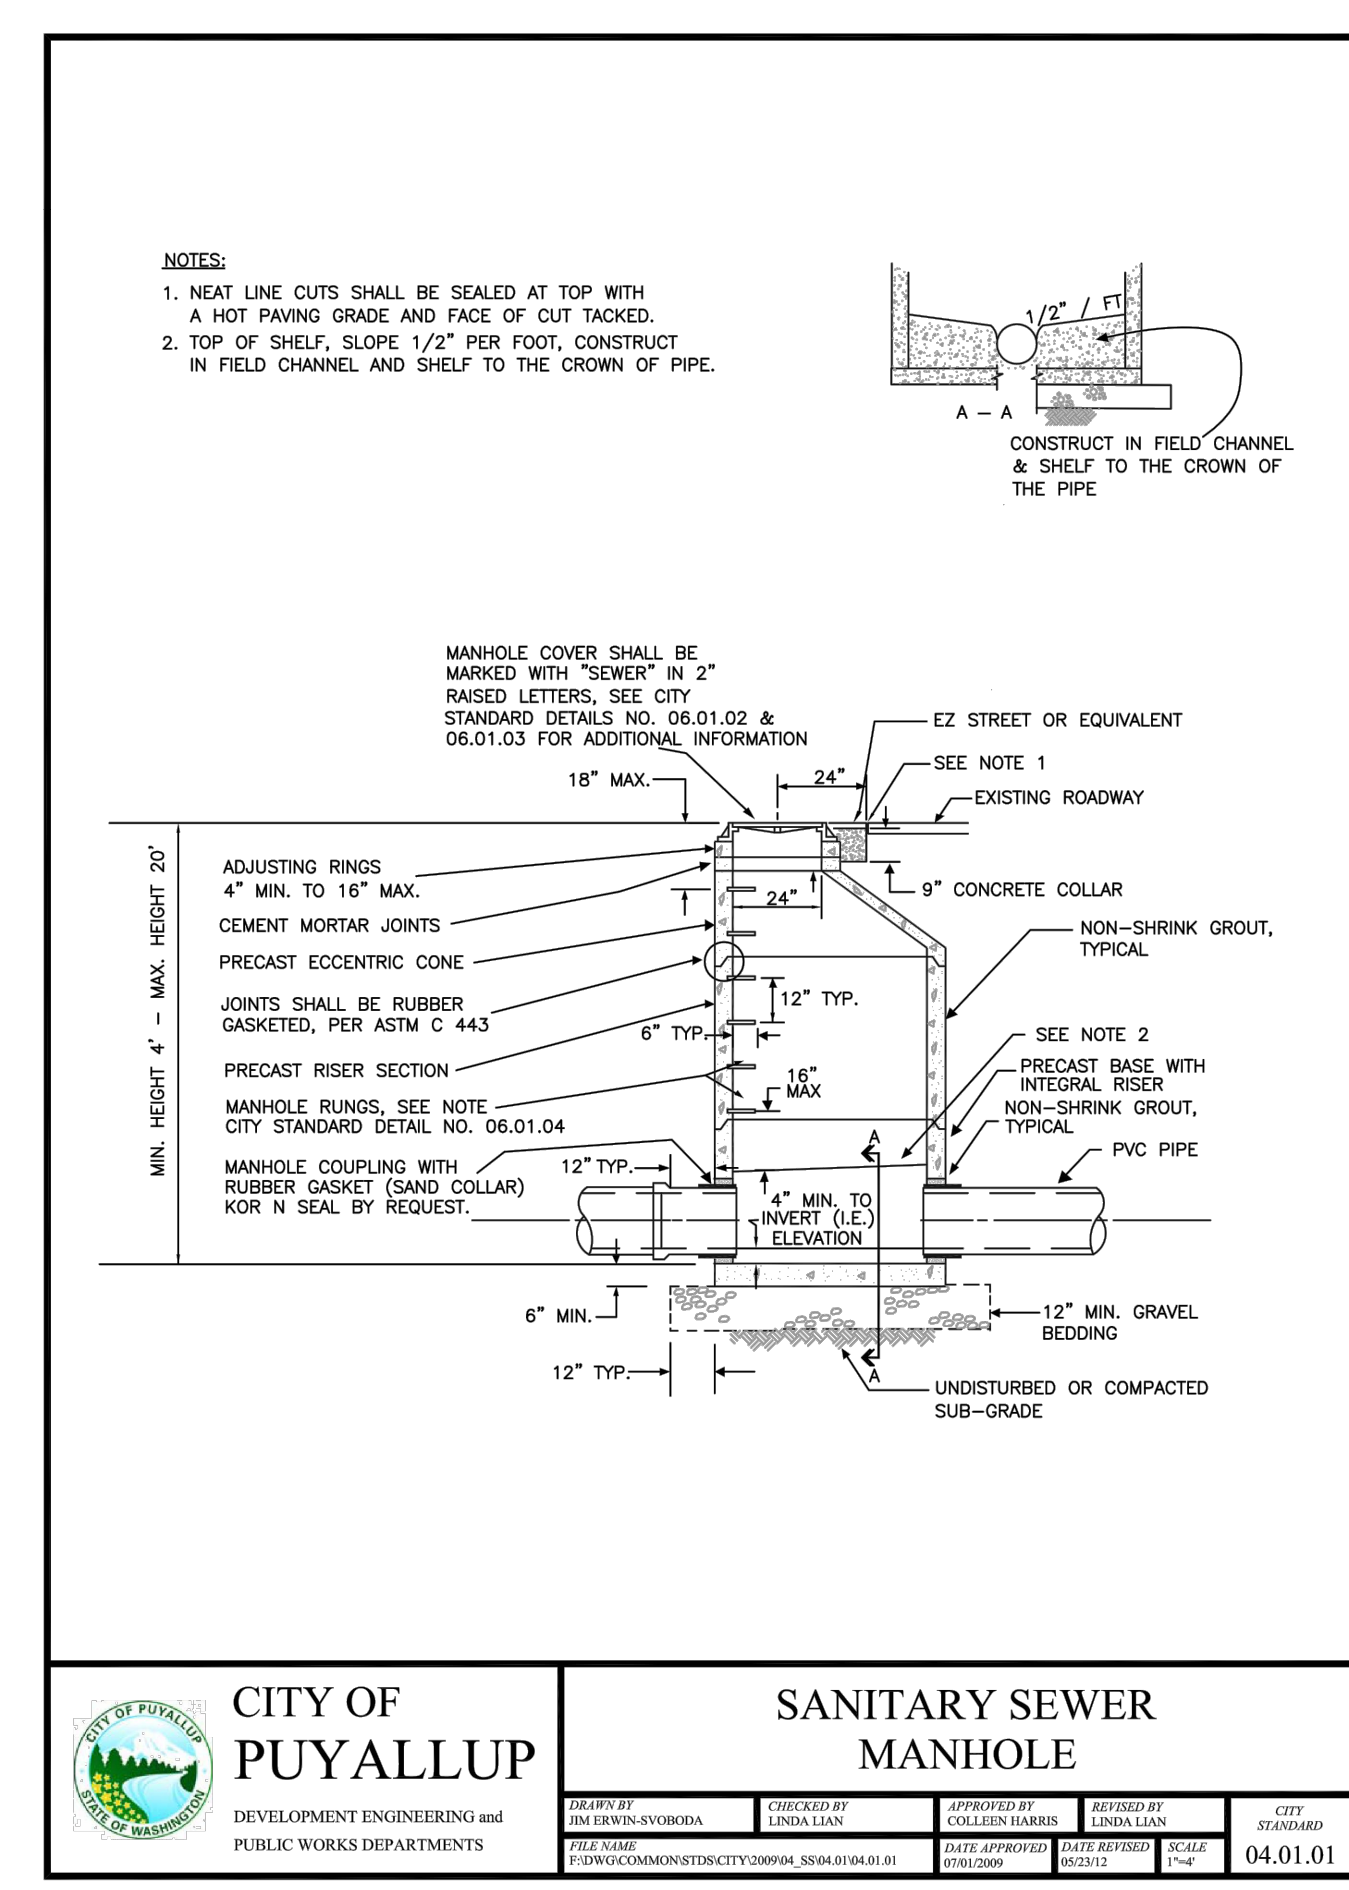 NOTES:
1. NEAT LINE CUTS SHALL BE SEALED AT TOP WITH
A HOT PAVING GRADE AND FACE OF CUT TACKED.
2. TOP OF SHELF, SLOPE 1/2" PER FOOT, CONSTRUCT
IN FIELD CHANNEL AND SHELF TO THE CROWN OF PIPE.
1/2" / FT
A – A
CONSTRUCT IN FIELD CHANNEL
& SHELF TO THE CROWN OF
THE PIPE
MANHOLE COVER SHALL BE
MARKED WITH "SEWER" IN 2"
RAISED LETTERS, SEE CITY
STANDARD DETAILS NO. 06.01.02 &
06.01.03 FOR ADDITIONAL INFORMATION
EZ STREET OR EQUIVALENT
SEE NOTE 1
18" MAX.
24"
EXISTING ROADWAY
MIN. HEIGHT 4' – MAX. HEIGHT 20'
ADJUSTING RINGS
4" MIN. TO 16" MAX.
CEMENT MORTAR JOINTS
PRECAST ECCENTRIC CONE
JOINTS SHALL BE RUBBER
GASKETED, PER ASTM C 443
PRECAST RISER SECTION
MANHOLE RUNGS, SEE NOTE
CITY STANDARD DETAIL NO. 06.01.04
MANHOLE COUPLING WITH
RUBBER GASKET (SAND COLLAR)
KOR N SEAL BY REQUEST.
24"
9" CONCRETE COLLAR
NON–SHRINK GROUT,
TYPICAL
12" TYP.
6" TYP.
16"
MAX
SEE NOTE 2
PRECAST BASE WITH
INTEGRAL RISER
NON–SHRINK GROUT,
TYPICAL
PVC PIPE
12" TYP.
A
4" MIN. TO
INVERT (I.E.)
ELEVATION
6" MIN.
12" MIN. GRAVEL
BEDDING
12" TYP.
A
UNDISTURBED OR COMPACTED
SUB–GRADE
CITY OF PUYALLUP
STATE OF WASHINGTON
CITY OF
PUYALLUP
DEVELOPMENT ENGINEERING and
PUBLIC WORKS DEPARTMENTS
SANITARY SEWER
MANHOLE
DRAWN BY
JIM ERWIN-SVOBODA
CHECKED BY
LINDA LIAN
APPROVED BY
COLLEEN HARRIS
REVISED BY
LINDA LIAN
FILE NAME
F:\DWG\COMMON\STDS\CITY\2009\04_SS\04.01\04.01.01
DATE APPROVED
07/01/2009
DATE REVISED
05/23/12
SCALE
1"=4'
CITY
STANDARD
04.01.01